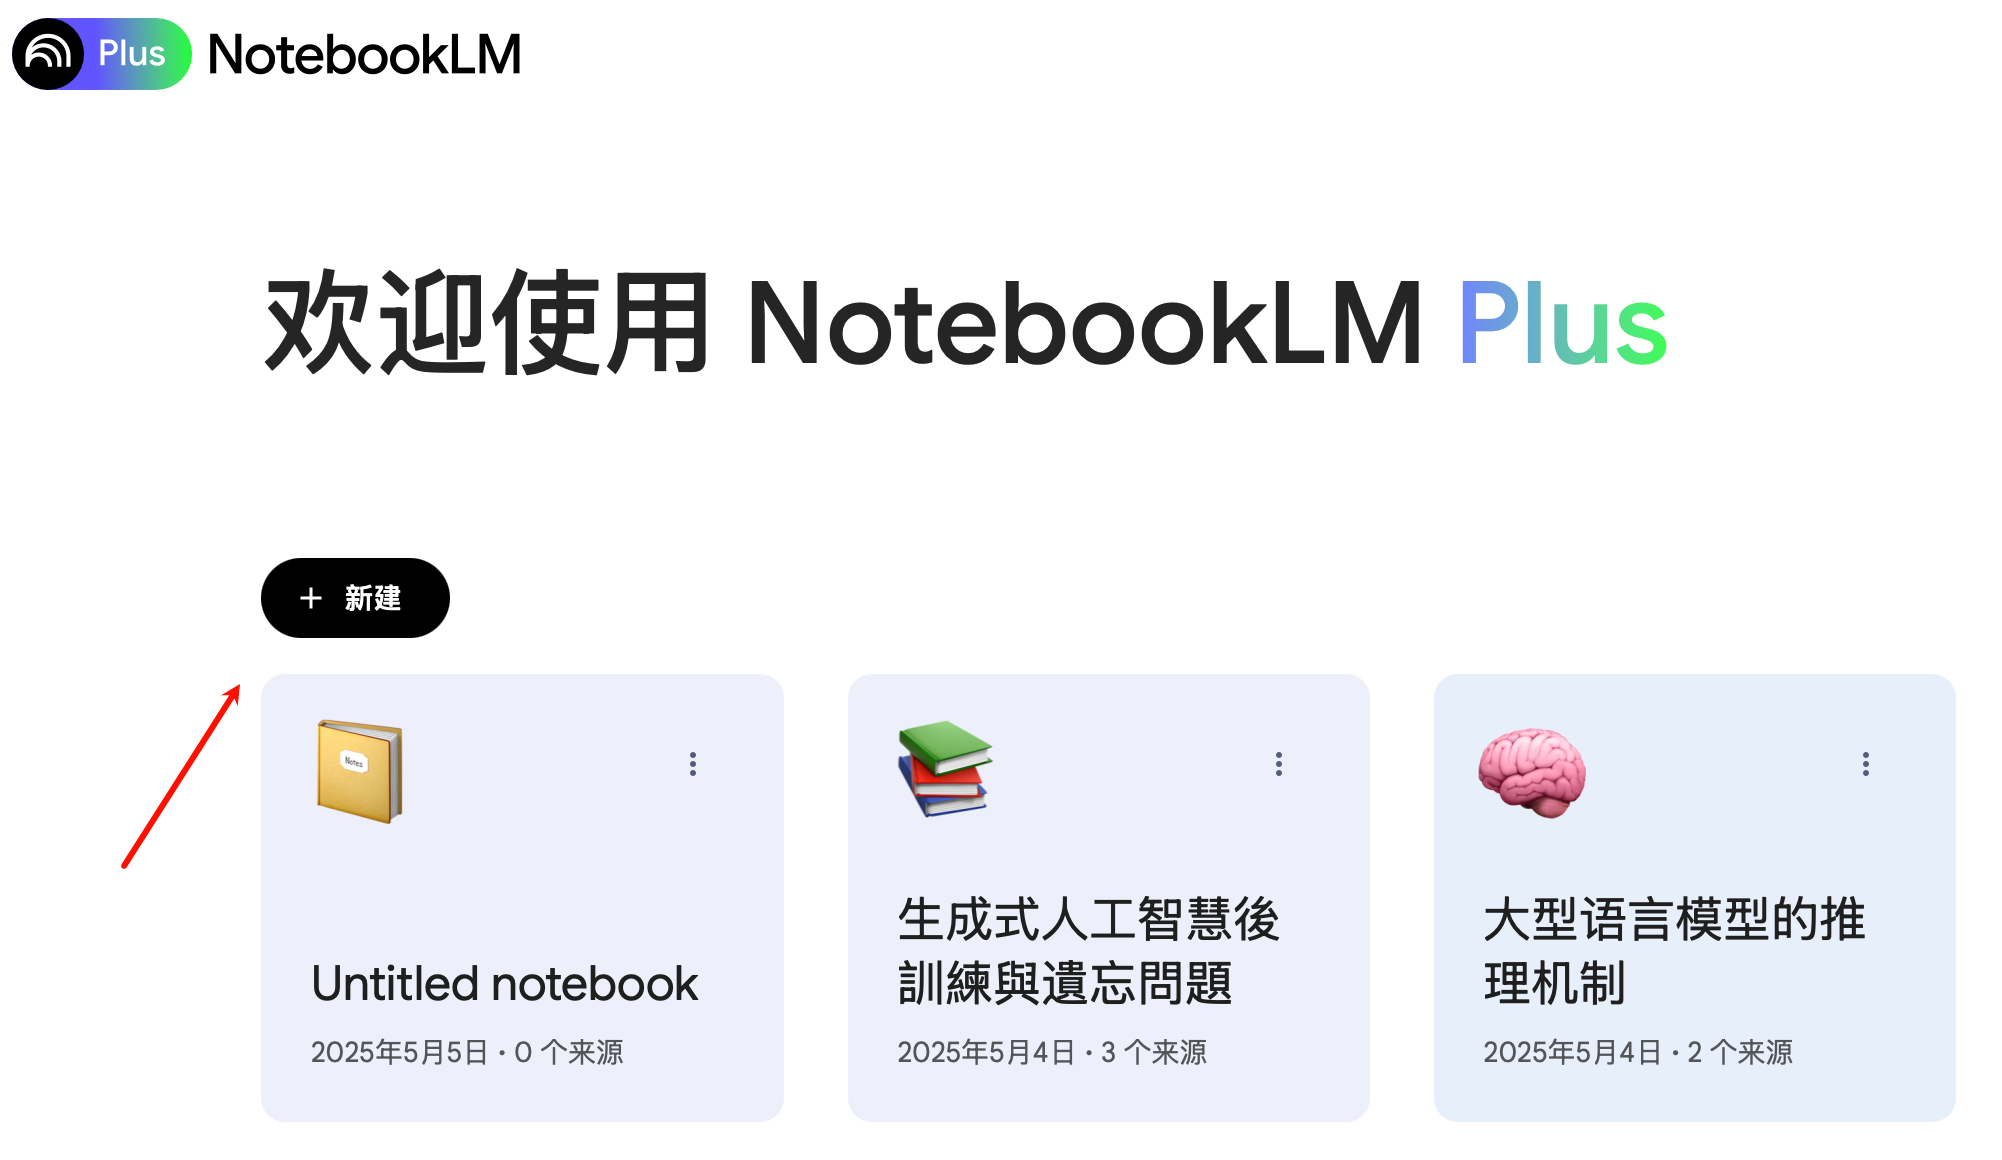 Plus NotebookLM
欢迎使用 NotebookLM Plus
+ 新建
Notes
Untitled notebook
2025年5月5日 · 0 个来源
生成式人工智慧後
訓練與遺忘問題
2025年5月4日 · 3 个来源
大型语言模型的推
理机制
2025年5月4日 · 2 个来源